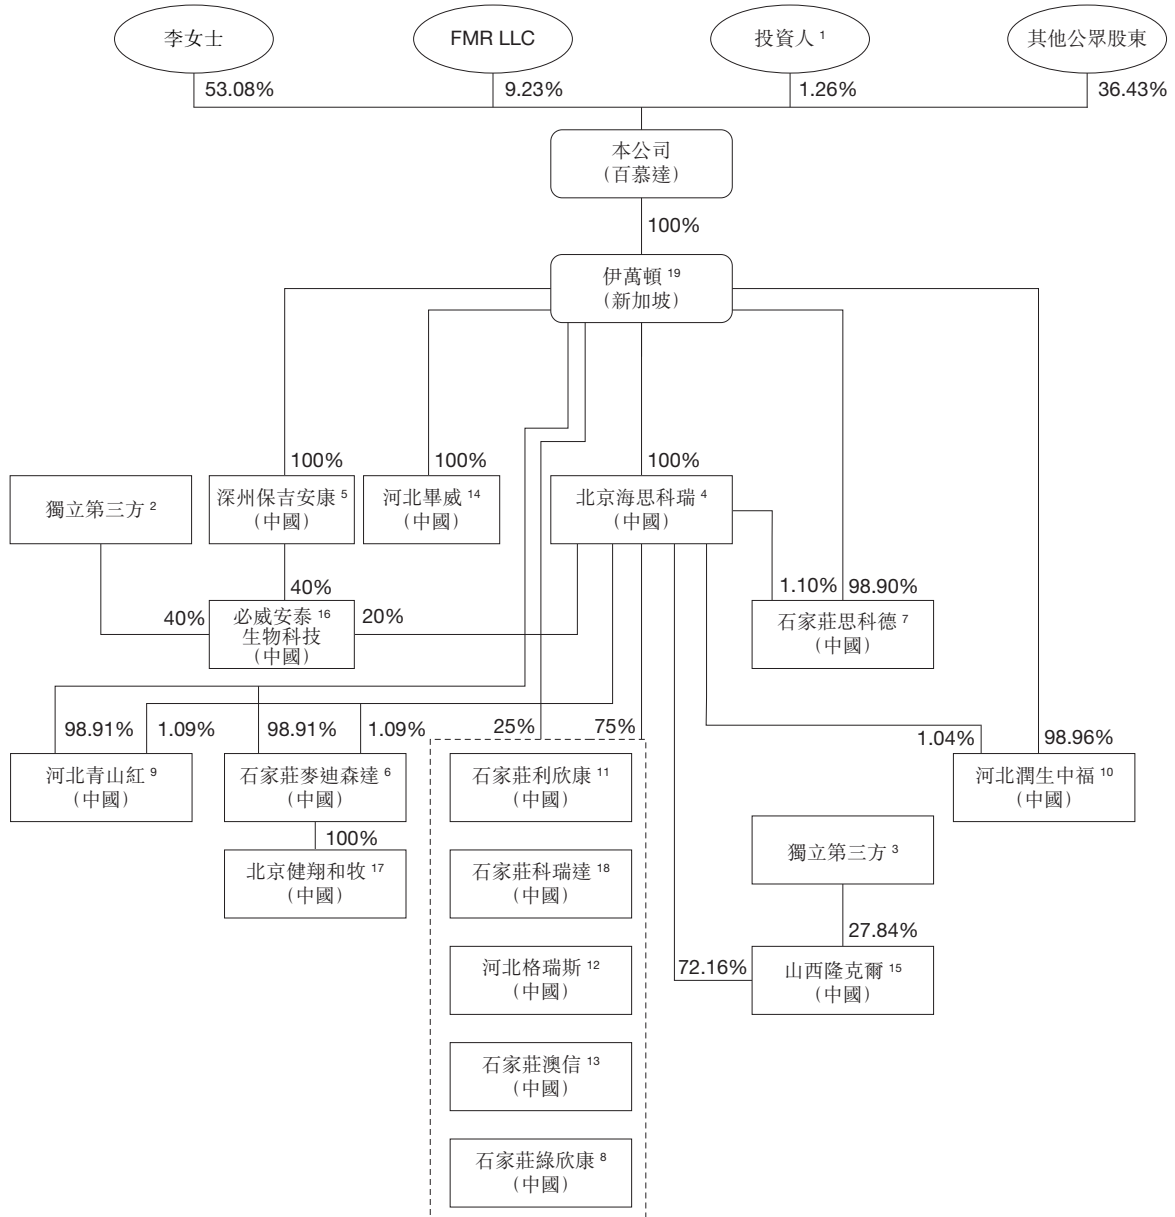 李女士
FMR LLC
投資人 1
其他公眾股東
53.08%
9.23%
1.26%
36.43%
本公司
（百慕達）
100%
伊萬頓 19
（新加坡）
100%
100%
100%
獨立第三方 2
深州保吉安康 5
（中國）
河北畢威 14
（中國）
北京海思科瑞 4
（中國）
40%
1.10%
98.90%
40%
必威安泰 16
生物科技
（中國）
20%
石家莊思科德 7
（中國）
98.91%
1.09%
98.91%
1.09%
25%
75%
1.04%
98.96%
河北青山紅 9
（中國）
石家莊麥迪森達 6
（中國）
石家莊利欣康 11
（中國）
河北潤生中福 10
（中國）
100%
獨立第三方 3
北京健翔和牧 17
（中國）
石家莊科瑞達 18
（中國）
27.84%
河北格瑞斯 12
（中國）
72.16%
山西隆克爾 15
（中國）
石家莊澳信 13
（中國）
石家莊綠欣康 8
（中國）